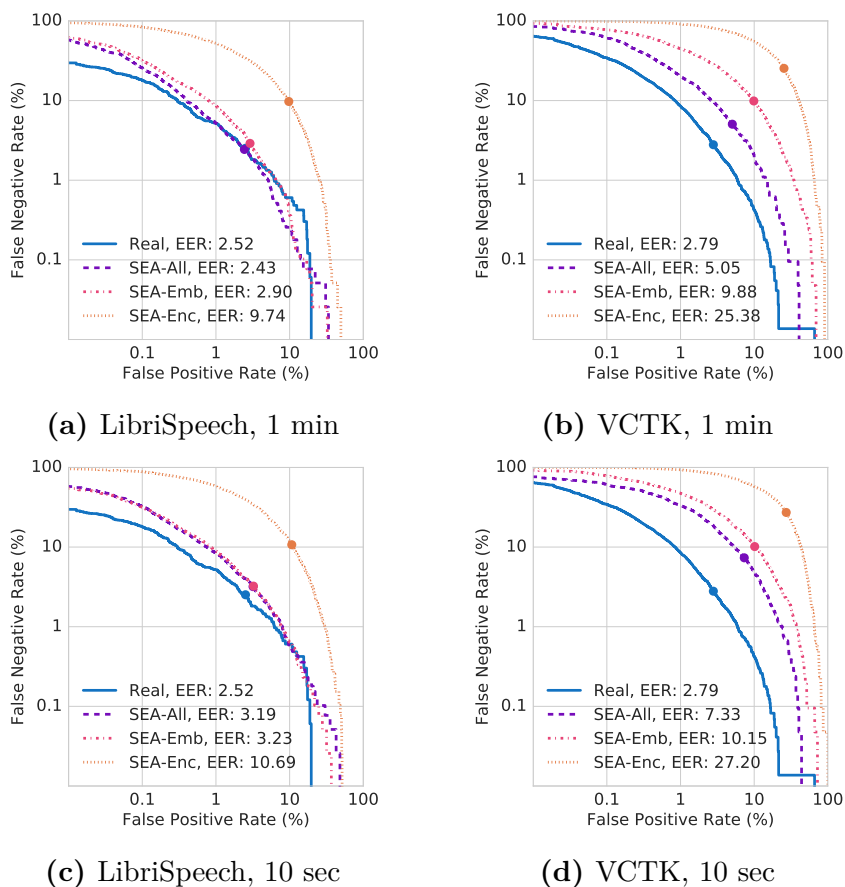 100
10
1
0.1
False Negative Rate (%)
Real, EER: 2.52
SEA-All, EER: 2.43
SEA-Emb, EER: 2.90
SEA-Enc, EER: 9.74
0.1 1 10 100
False Positive Rate (%)
(a) LibriSpeech, 1 min
100
10
1
0.1
False Negative Rate (%)
Real, EER: 2.79
SEA-All, EER: 5.05
SEA-Emb, EER: 9.88
SEA-Enc, EER: 25.38
0.1 1 10 100
False Positive Rate (%)
(b) VCTK, 1 min
100
10
1
0.1
False Negative Rate (%)
Real, EER: 2.52
SEA-All, EER: 3.19
SEA-Emb, EER: 3.23
SEA-Enc, EER: 10.69
0.1 1 10 100
False Positive Rate (%)
(c) LibriSpeech, 10 sec
100
10
1
0.1
False Negative Rate (%)
Real, EER: 2.79
SEA-All, EER: 7.33
SEA-Emb, EER: 10.15
SEA-Enc, EER: 27.20
0.1 1 10 100
False Positive Rate (%)
(d) VCTK, 10 sec